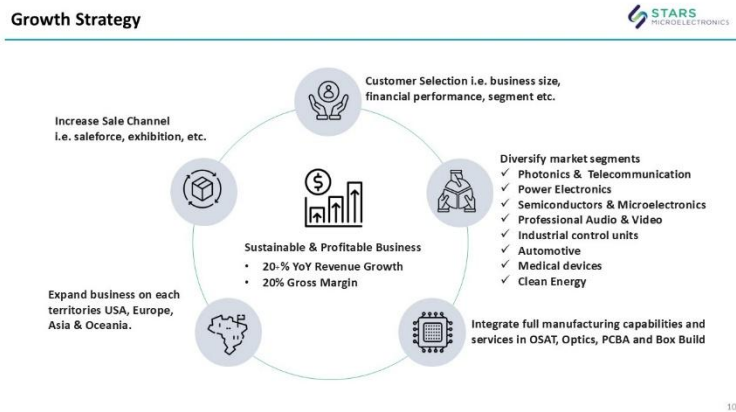 Growth Strategy
STARS
MICROELECTRONICS
Customer Selection i.e. business size,
financial performance, segment etc.
Increase Sale Channel
i.e. saleforce, exhibition, etc.
Diversify market segments
✓ Photonics & Telecommunication
✓ Power Electronics
✓ Semiconductors & Microelectronics
✓ Professional Audio & Video
✓ Industrial control units
✓ Automotive
✓ Medical devices
✓ Clean Energy
$
Sustainable & Profitable Business
• 20+% YoY Revenue Growth
• 20% Gross Margin
Expand business on each
territories USA, Europe,
Asia & Oceania.
Integrate full manufacturing capabilities and
services in OSAT, Optics, PCBA and Box Build
10